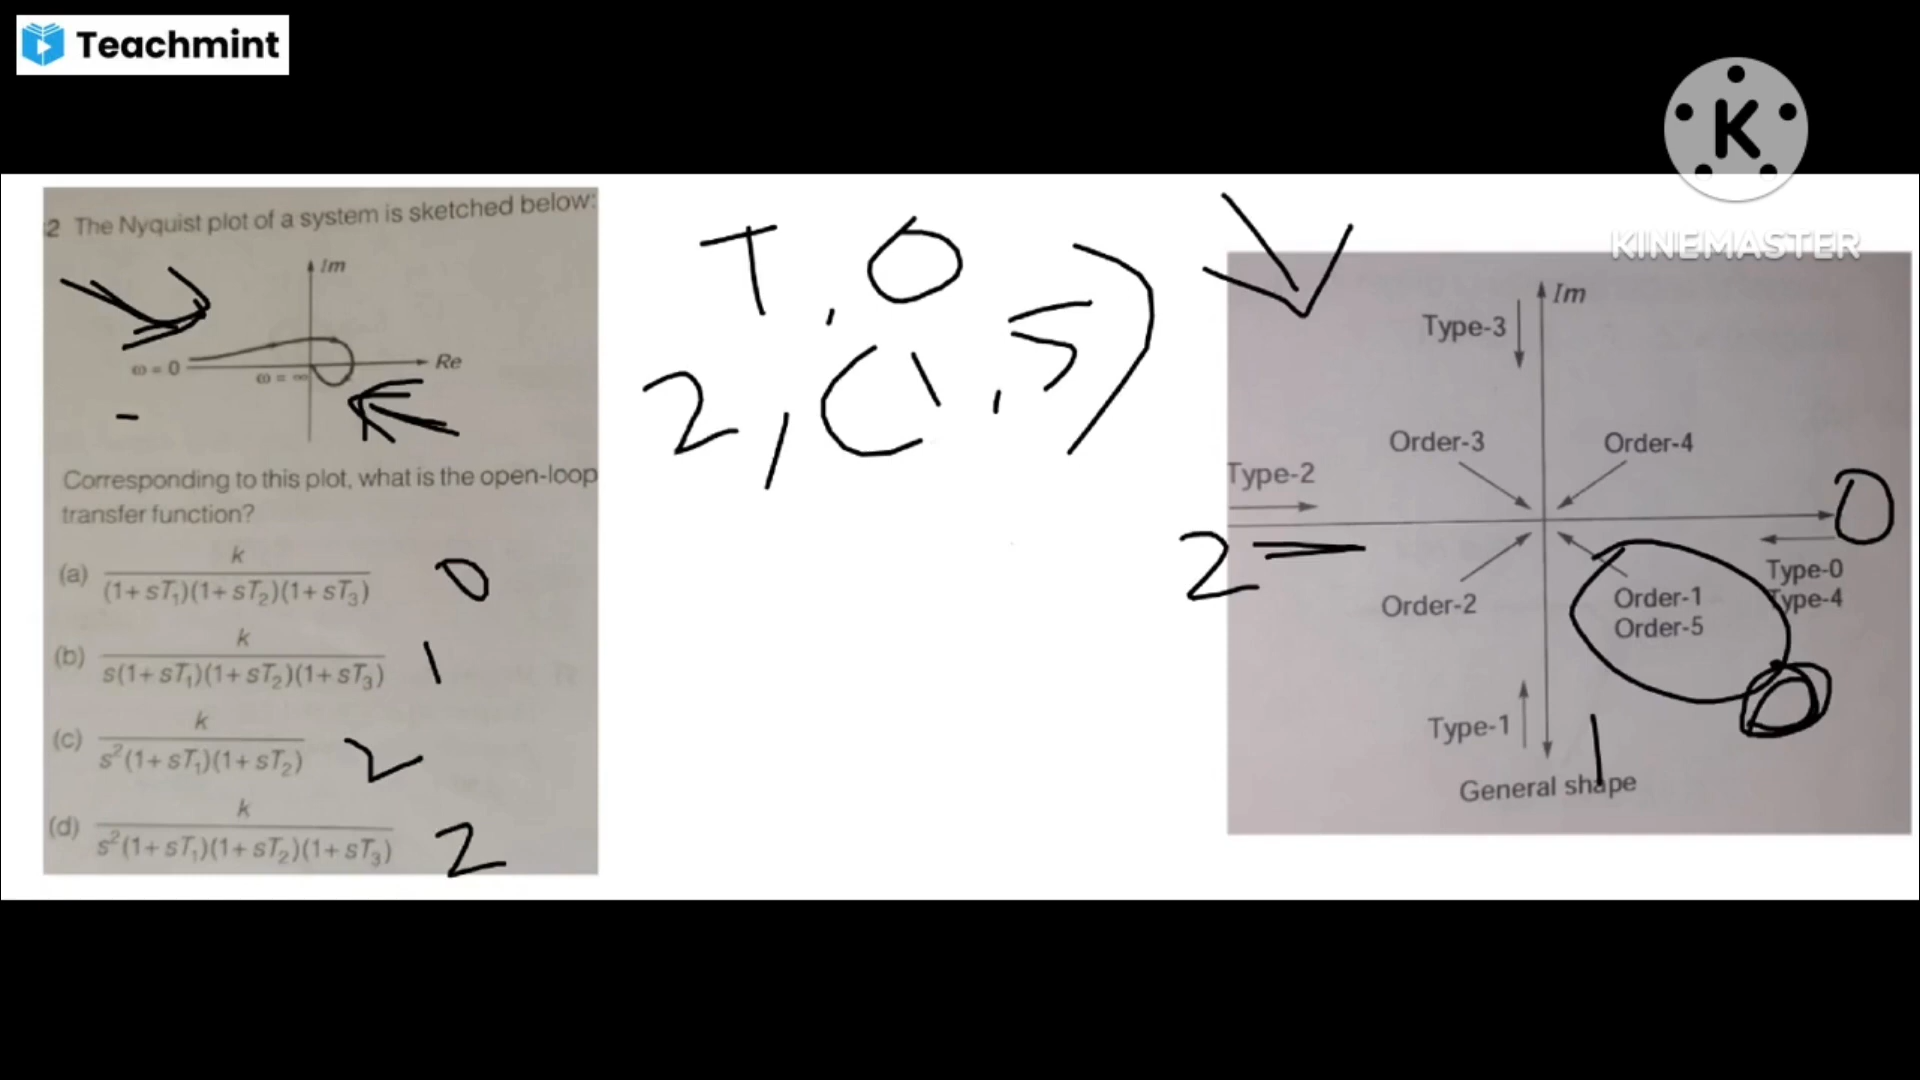 Teachmint
K
KINEMASTER
2 The Nyquist plot of a system is sketched below:
Im
ω = 0
ω = ∞
Re
Corresponding to this plot, what is the open-loop
transfer function?
(a) k / (1+ sT₁)(1+ sT₂)(1+ sT₃)
0
(b) k / s(1+ sT₁)(1+ sT₂)(1+ sT₃)
1
(c) k / s²(1+ sT₁)(1+ sT₂)
2
(d) k / s²(1+ sT₁)(1+ sT₂)(1+ sT₃)
2
T, O
2, (1, 5)
Im
Type-3
Order-3
Order-4
Type-2
0
2 =
Type-0
Type-4
Order-2
Order-1
Order-5
Type-1
1
General shape